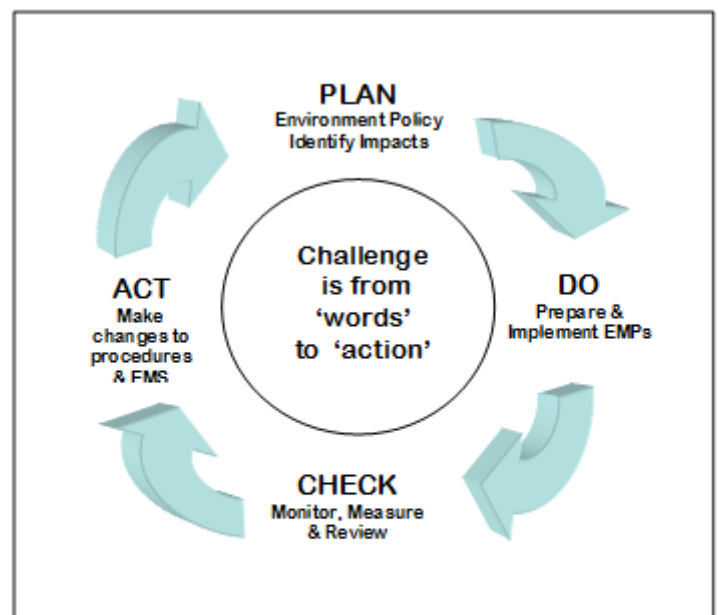 PLAN
Environment Policy
Identify Impacts
Challenge
is from
‘words’
to ‘action’
DO
Prepare &
Implement EMPs
ACT
Make
changes to
procedures
& EMS
CHECK
Monitor, Measure
& Review